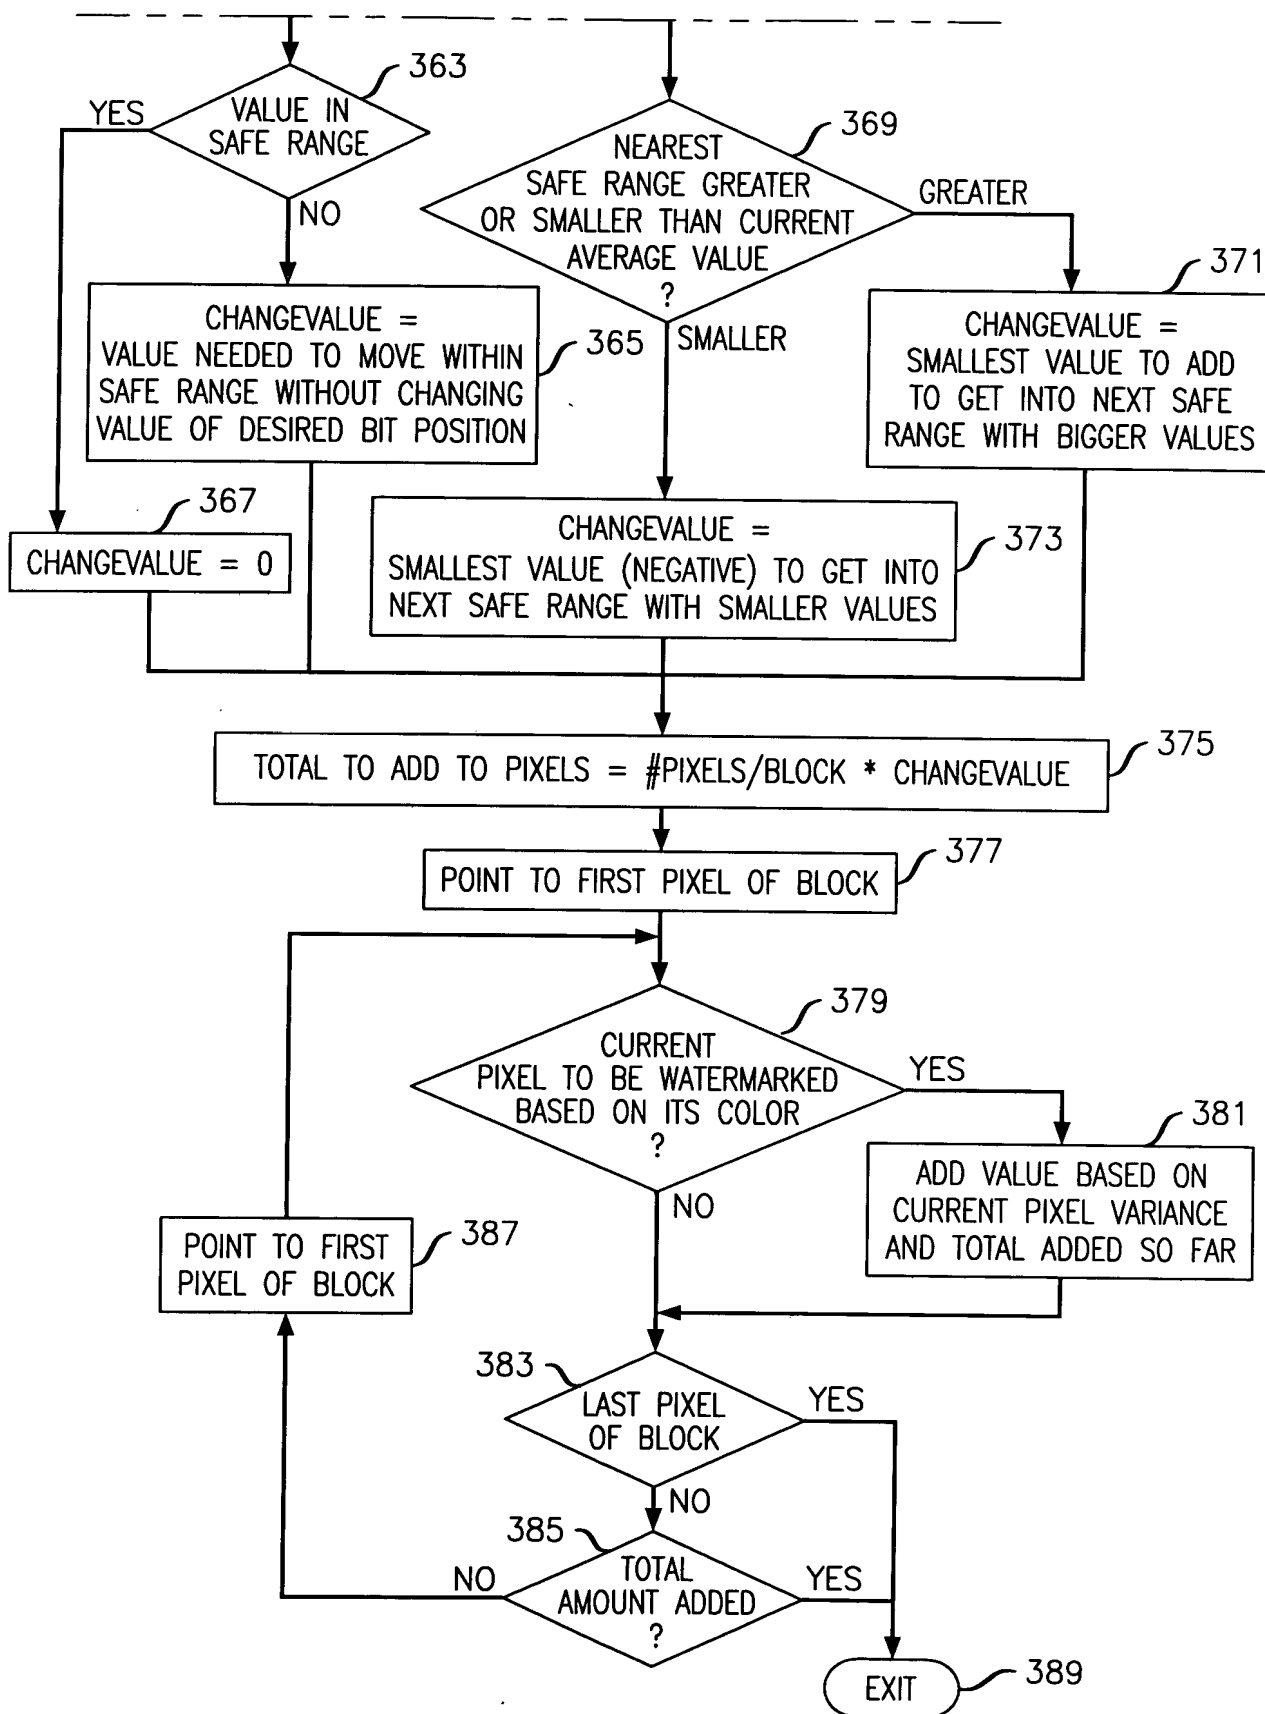 363
YES
VALUE IN
SAFE RANGE
NO
369
NEAREST
SAFE RANGE GREATER
OR SMALLER THAN CURRENT
AVERAGE VALUE
?
GREATER
SMALLER
371
CHANGEVALUE =
SMALLEST VALUE TO ADD
TO GET INTO NEXT SAFE
RANGE WITH BIGGER VALUES
CHANGEVALUE =
VALUE NEEDED TO MOVE WITHIN
SAFE RANGE WITHOUT CHANGING
VALUE OF DESIRED BIT POSITION
365
367
CHANGEVALUE = 0
CHANGEVALUE =
SMALLEST VALUE (NEGATIVE) TO GET INTO
NEXT SAFE RANGE WITH SMALLER VALUES
373
TOTAL TO ADD TO PIXELS = #PIXELS/BLOCK * CHANGEVALUE
375
POINT TO FIRST PIXEL OF BLOCK
377
379
CURRENT
PIXEL TO BE WATERMARKED
BASED ON ITS COLOR
?
YES
NO
381
ADD VALUE BASED ON
CURRENT PIXEL VARIANCE
AND TOTAL ADDED SO FAR
POINT TO FIRST
PIXEL OF BLOCK
387
383
LAST PIXEL
OF BLOCK
YES
NO
385
TOTAL
AMOUNT ADDED
?
NO
YES
EXIT
389